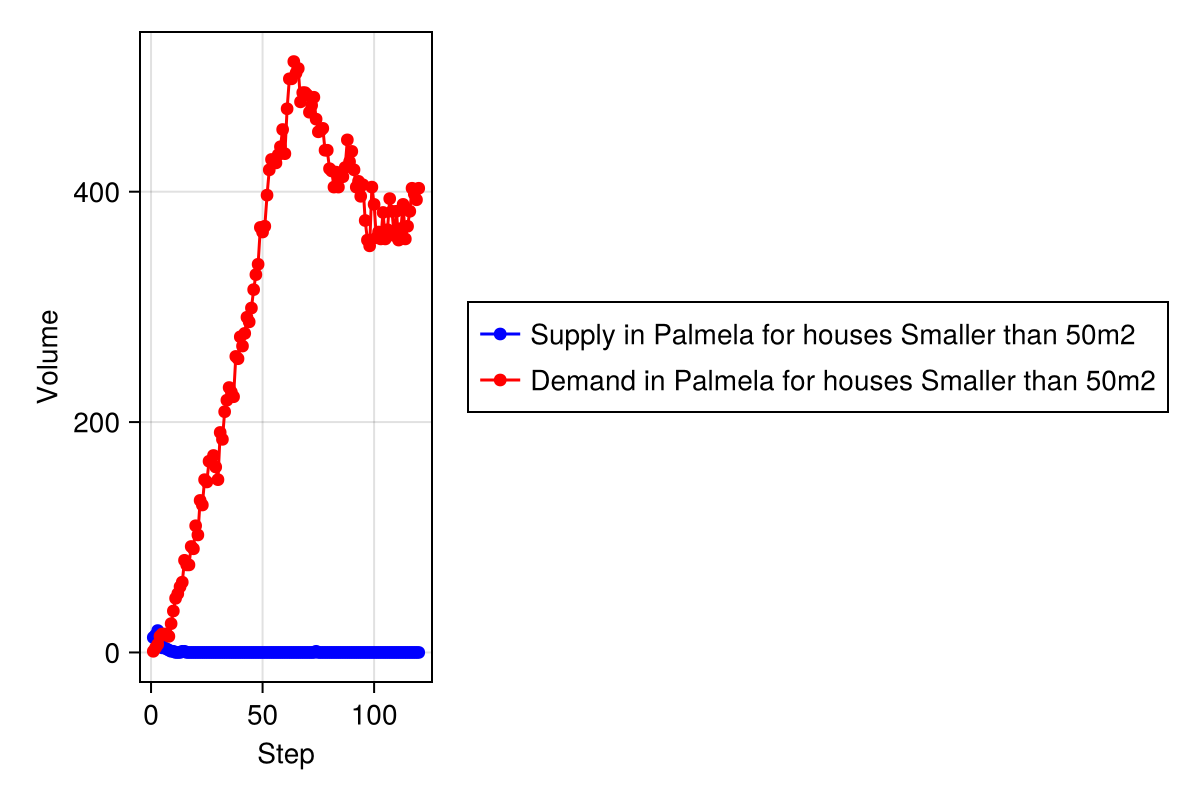 Volume
400
200
0
0 50 100
Step
Supply in Palmela for houses Smaller than 50m2
Demand in Palmela for houses Smaller than 50m2